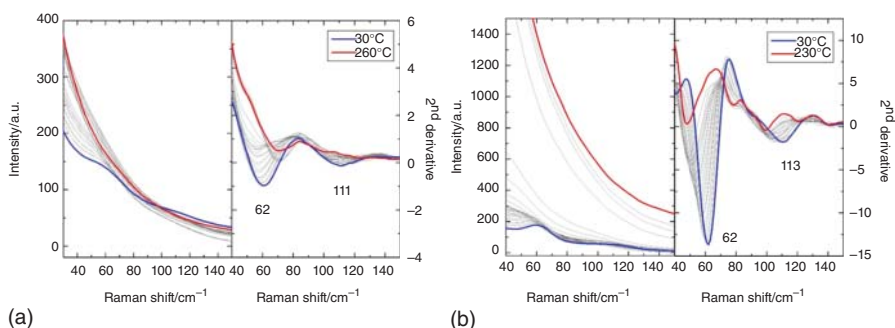 400
300
200
100
0
Intensity/a.u.
40 60 80 100 120 140
Raman shift/cm⁻¹
30°C
260°C
62
111
6
4
2
0
−2
−4
2nd derivative
40 60 80 100 120 140
Raman shift/cm⁻¹
(a)
1400
1200
1000
800
600
400
200
0
Intensity/a.u.
40 60 80 100 120 140
Raman shift/cm⁻¹
30°C
230°C
113
62
10
5
0
−5
−10
−15
2nd derivative
40 60 80 100 120 140
Raman shift/cm⁻¹
(b)